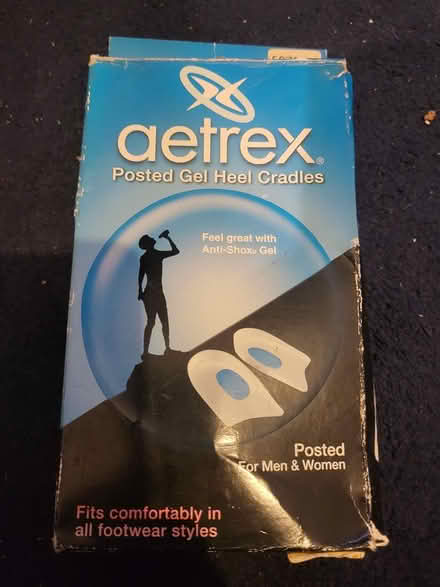 aetrex®
Posted Gel Heel Cradles
Feel great with
Anti-Shox® Gel
Posted
For Men & Women
Fits comfortably in
all footwear styles